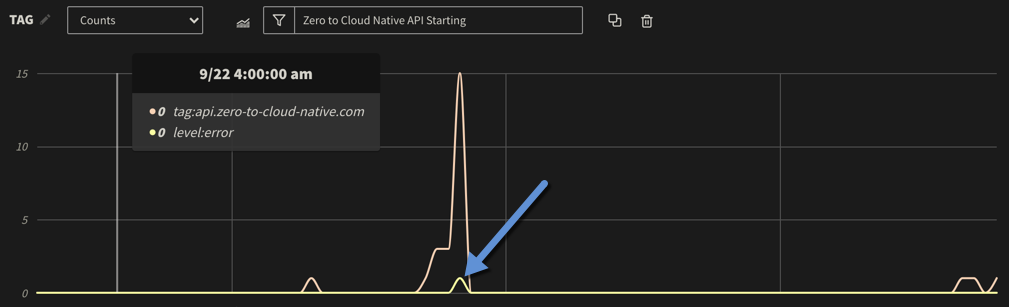 TAG Counts Zero to Cloud Native API Starting
9/22 4:00:00 am
0 tag:api.zero-to-cloud-native.com
0 level:error
15
10
5
0